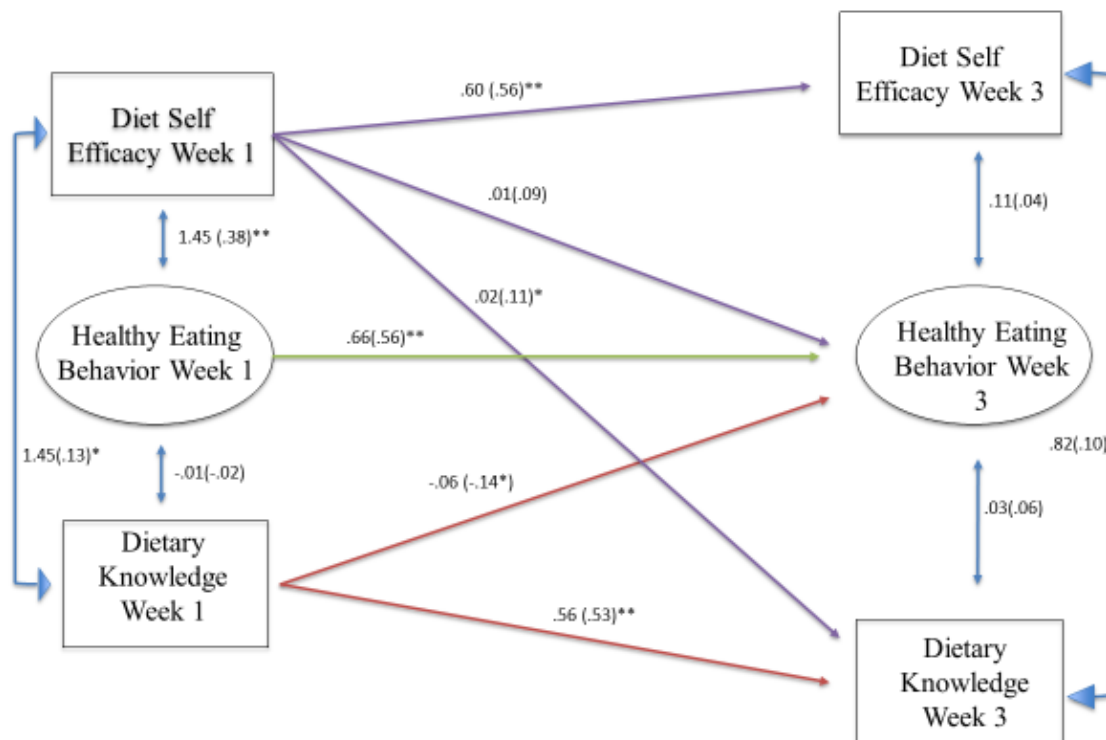 Diet Self
Efficacy Week 3
Diet Self
Efficacy Week 1
.60 (.56)**
.01(.09)
.11(.04)
1.45 (.38)**
.02(.11)*
Healthy Eating
Behavior Week 1
.66(.56)**
Healthy Eating
Behavior Week
3
1.45(.13)*
-.01(-.02)
-.06 (-.14*)
.82(.10)
.03(.06)
Dietary
Knowledge
Week 1
.56 (.53)**
Dietary
Knowledge
Week 3